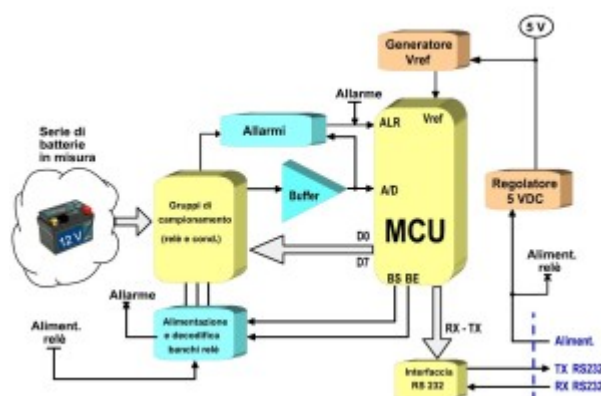 5 V
Generatore
Vref
Allarme
Serie di
batterie
in misura
Allarmi
ALR
Vref
12 V
Gruppi di
campionamento
(relè e cond.)
Buffer
A/D
MCU
Regolatore
5 VDC
D0
D7
Aliment.
relè
Allarme
BS BE
Aliment.
relè
Alimentazione
e decodifica
banchi relè
RX - TX
Aliment.
Interfaccia
RS 232
TX RS232
RX RS232